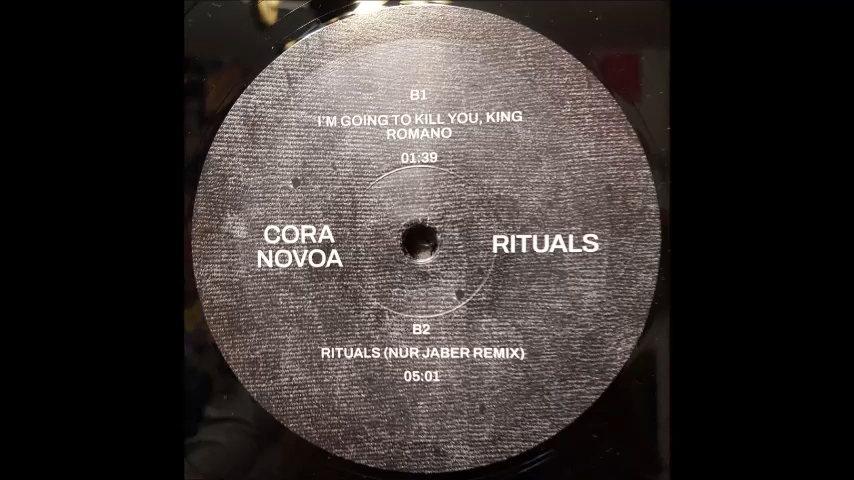 B1
I'M GOING TO KILL YOU, KING
ROMANO
01:39
CORA
NOVOA
RITUALS
B2
RITUALS (NUR JABER REMIX)
05:01